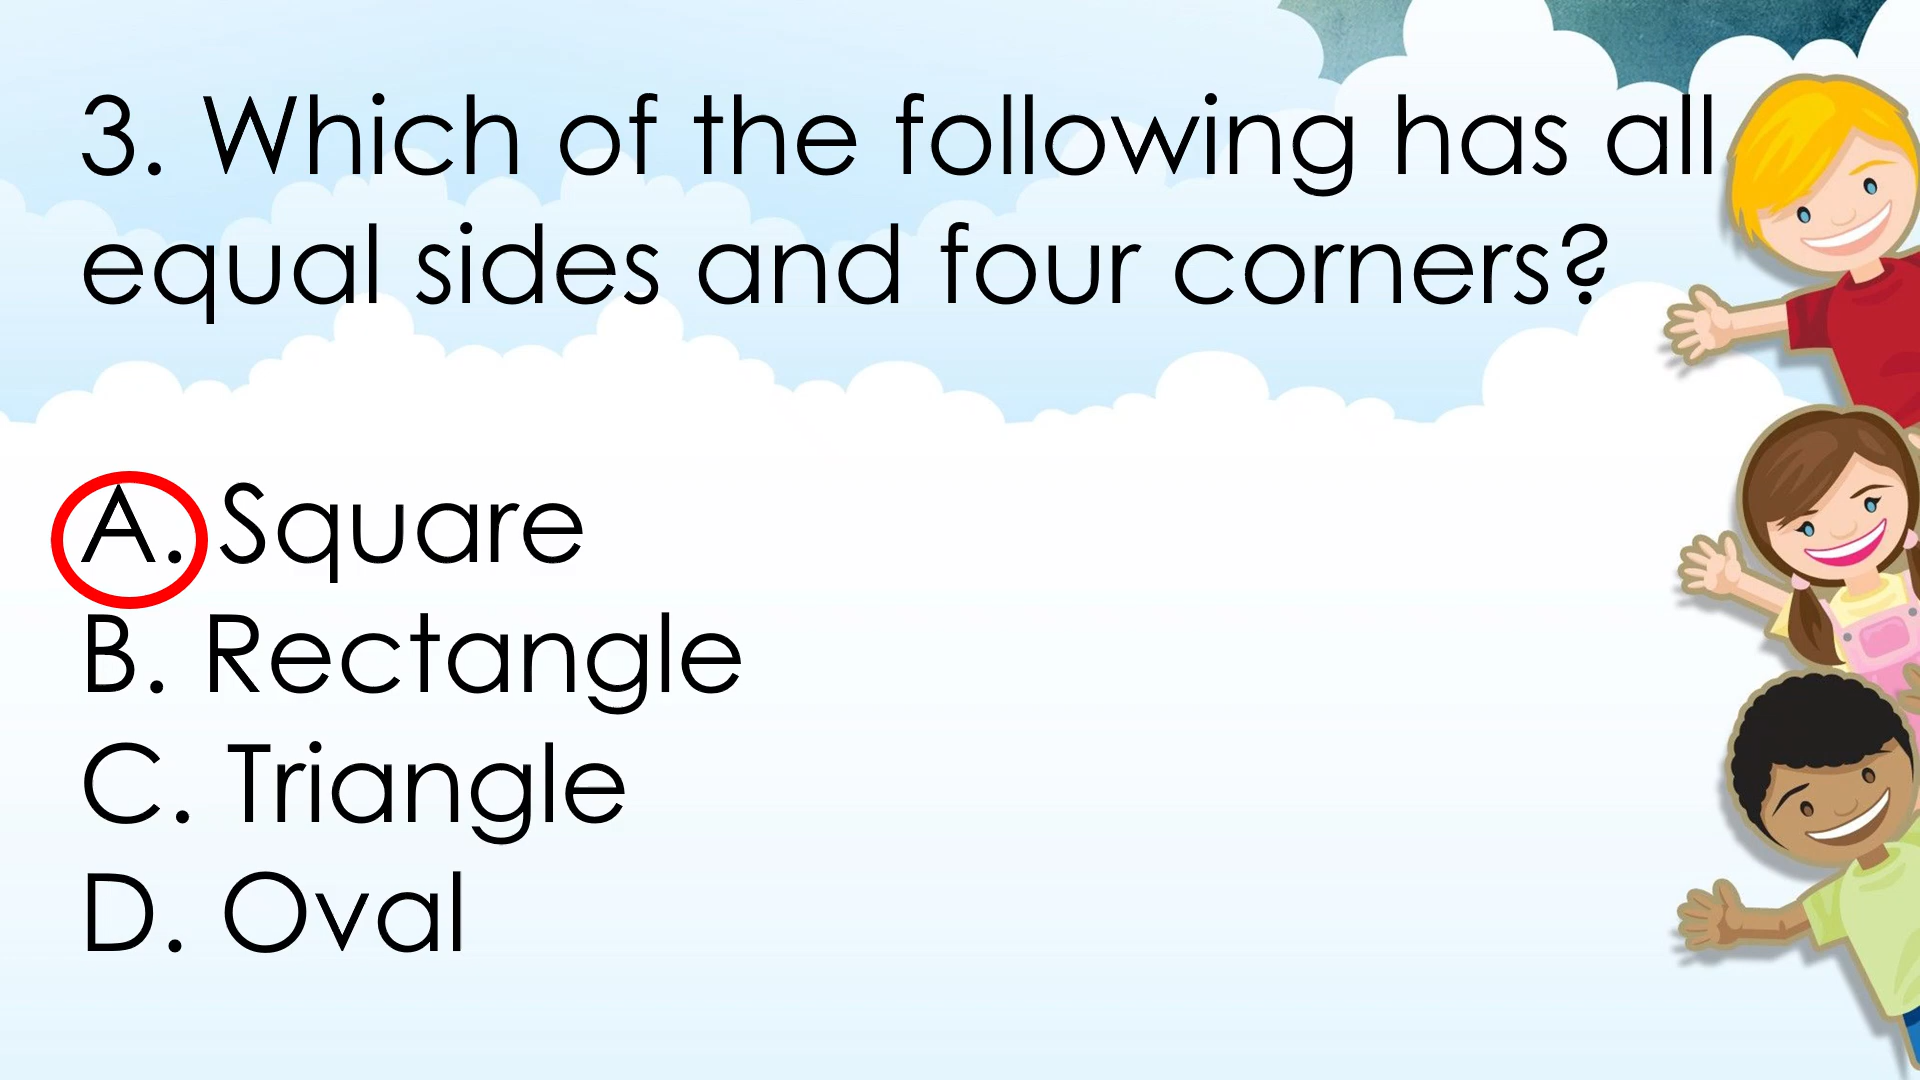 3. Which of the following has all
equal sides and four corners?
A. Square
B. Rectangle
C. Triangle
D. Oval